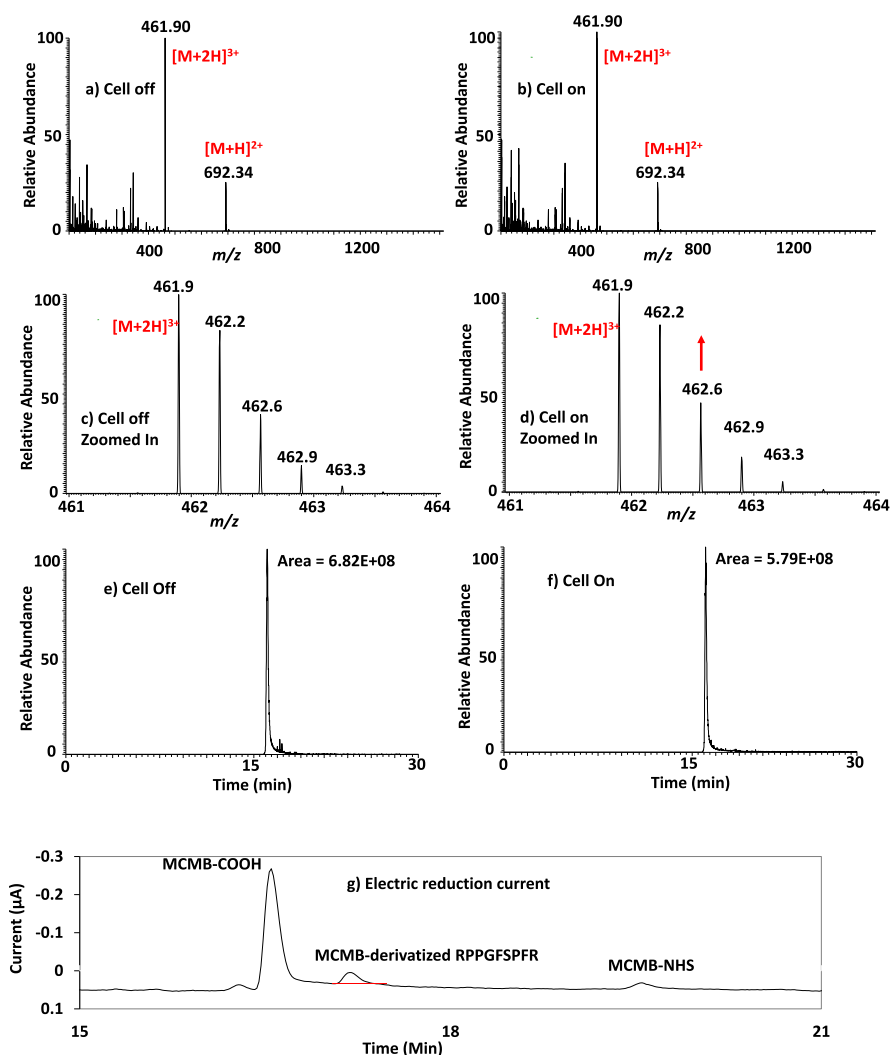 461.90
100
[M+2H]³⁺
a) Cell off
50
[M+H]²⁺
692.34
0
400
800
1200
m/z
Relative Abundance
461.90
100
[M+2H]³⁺
b) Cell on
50
[M+H]²⁺
692.34
0
400
800
1200
m/z
Relative Abundance
461.9
100
[M+2H]³⁺
462.2
50
c) Cell off
Zoomed In
462.6
462.9
463.3
0
461
462
463
464
m/z
Relative Abundance
461.9
100
[M+2H]³⁺
462.2
462.6
50
d) Cell on
Zoomed In
462.9
463.3
0
461
462
463
464
m/z
Relative Abundance
100
Area = 6.82E+08
e) Cell Off
50
0
0
15
30
Time (min)
Relative Abundance
100
Area = 5.79E+08
f) Cell On
50
0
0
15
30
Time (min)
Relative Abundance
-0.3
MCMB-COOH
g) Electric reduction current
-0.2
-0.1
MCMB-derivatized RPPGFSPFR
MCMB-NHS
0
0.1
15
18
21
Time (Min)
Current (µA)